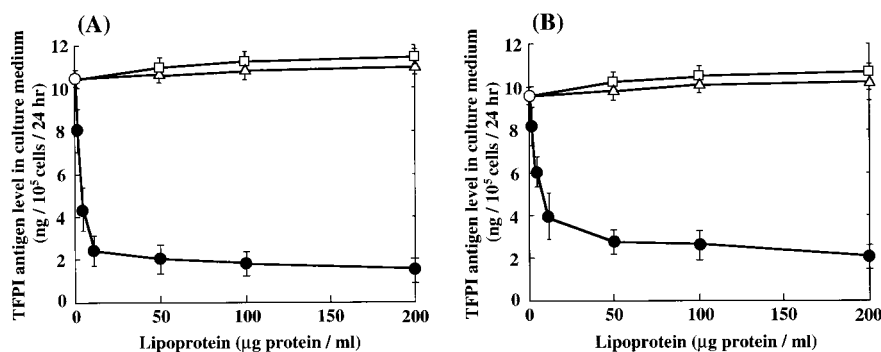 (A)
TFPI antigen level in culture medium
(ng / 10⁵ cells / 24 hr)
12
10
8
6
4
2
0
0 50 100 200
Lipoprotein (μg protein / ml)
(B)
TFPI antigen level in culture medium
(ng / 10⁵ cells / 24 hr)
12
10
8
6
4
2
0
0 50 100 200
Lipoprotein (μg protein / ml)